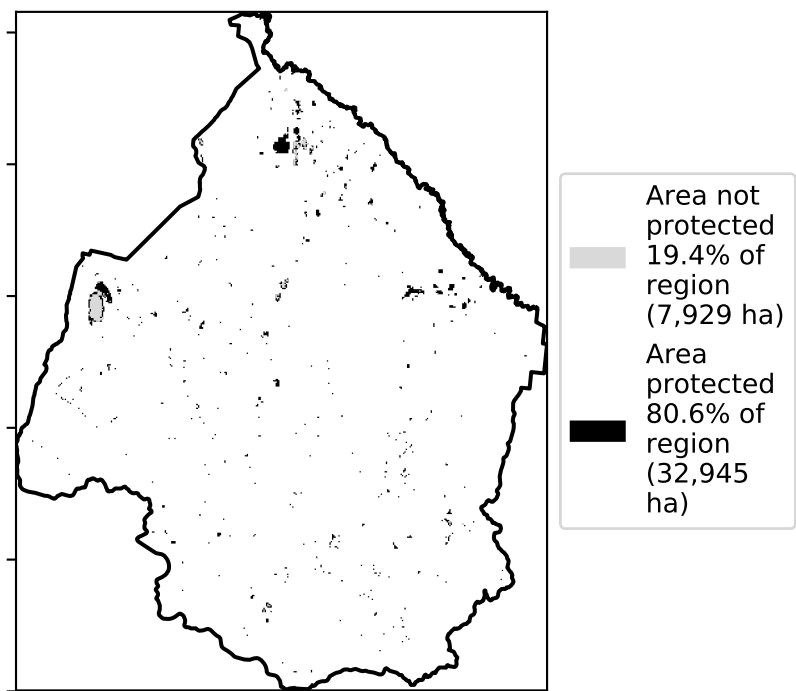 Area not
protected
19.4% of
region
(7,929 ha)
Area
protected
80.6% of
region
(32,945
ha)